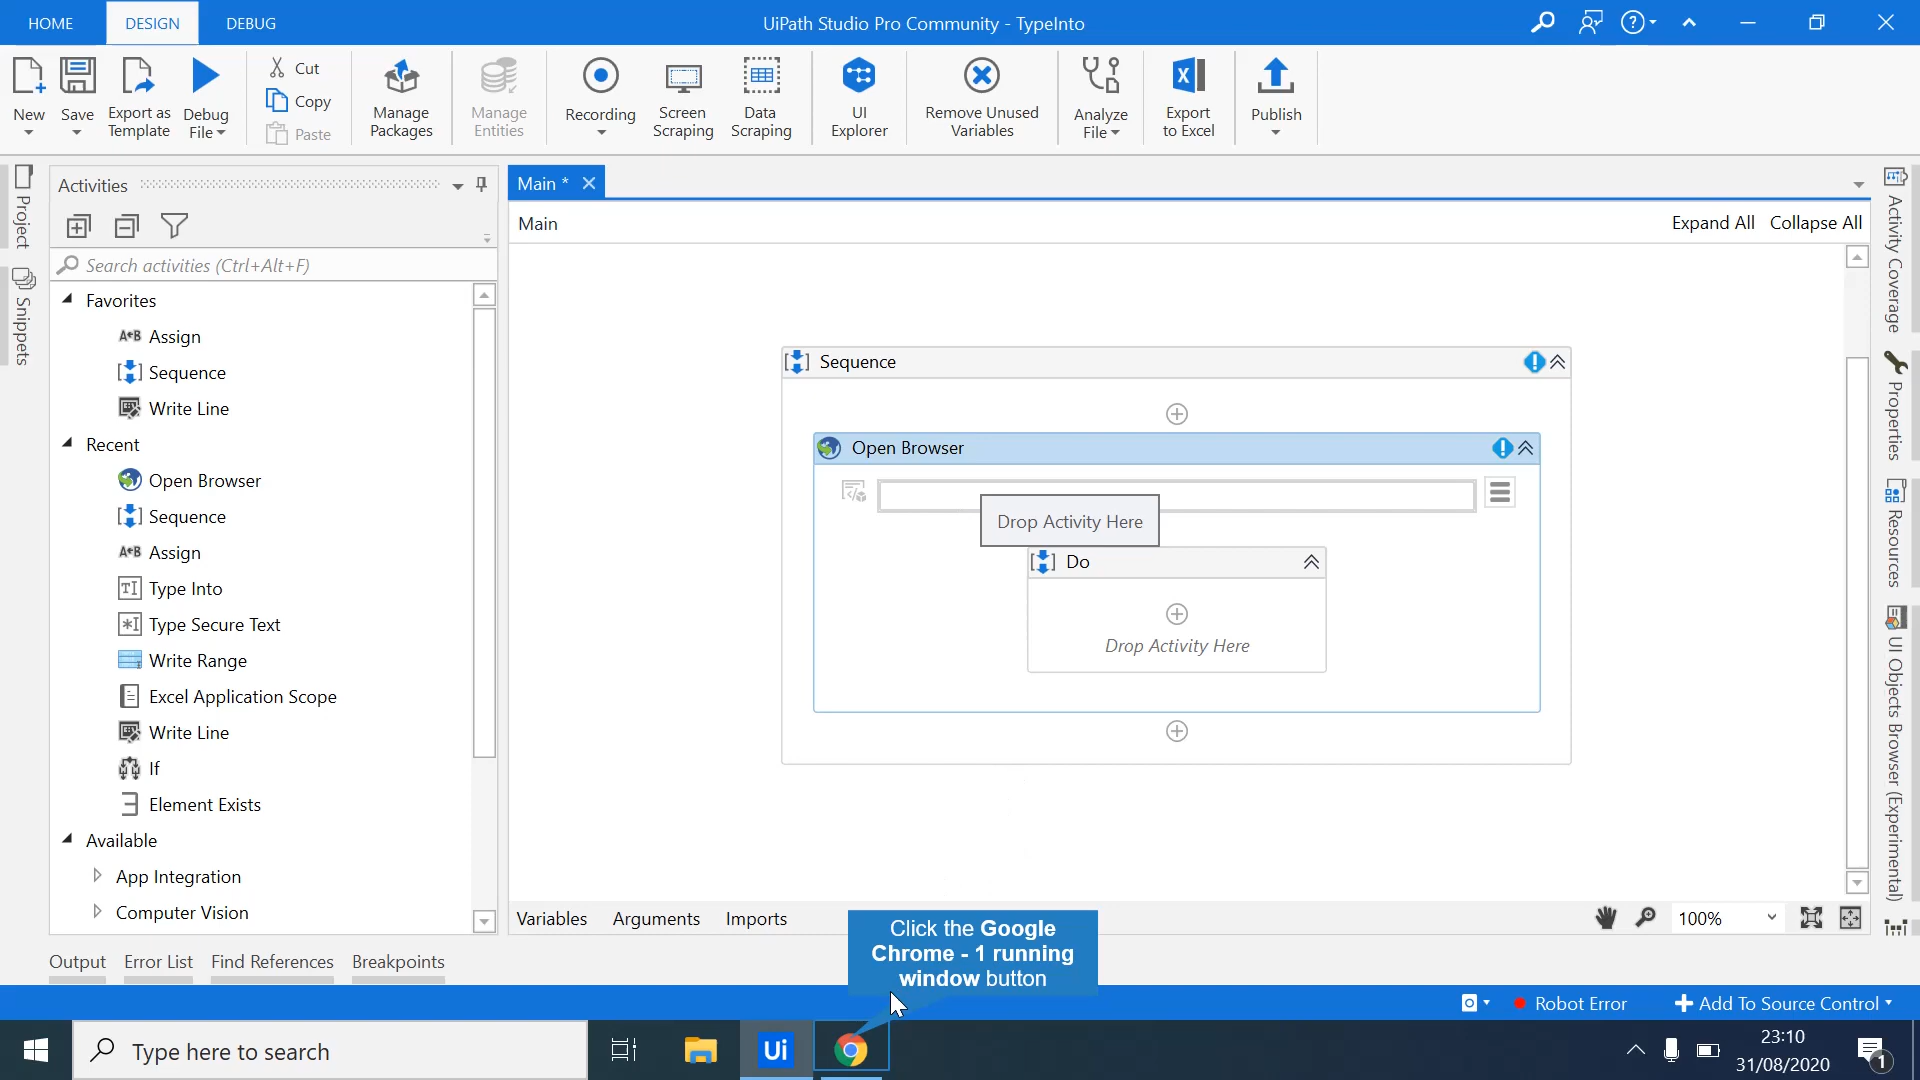 HOME
DESIGN
DEBUG
UiPath Studio Pro Community - TypeInto
New
Save
Export as
Template
Debug
File
Cut
Copy
Paste
Manage
Packages
Manage
Entities
Recording
Screen
Scraping
Data
Scraping
UI
Explorer
Remove Unused
Variables
Analyze
File
Export
to Excel
Publish
Project
Snippets
Activities
Search activities (Ctrl+Alt+F)
Favorites
A+B Assign
Sequence
Write Line
Recent
Open Browser
Sequence
A+B Assign
Type Into
Type Secure Text
Write Range
Excel Application Scope
Write Line
If
Element Exists
Available
App Integration
Computer Vision
Main *
Main
Expand All
Collapse All
Sequence
Open Browser
Drop Activity Here
Do
Drop Activity Here
Variables
Arguments
Imports
100%
Click the Google
Chrome - 1 running
window button
Activity Coverage
Properties
Resources
UI Objects Browser (Experimental)
Output
Error List
Find References
Breakpoints
Robot Error
Add To Source Control
Type here to search
Ui
23:10
31/08/2020
1